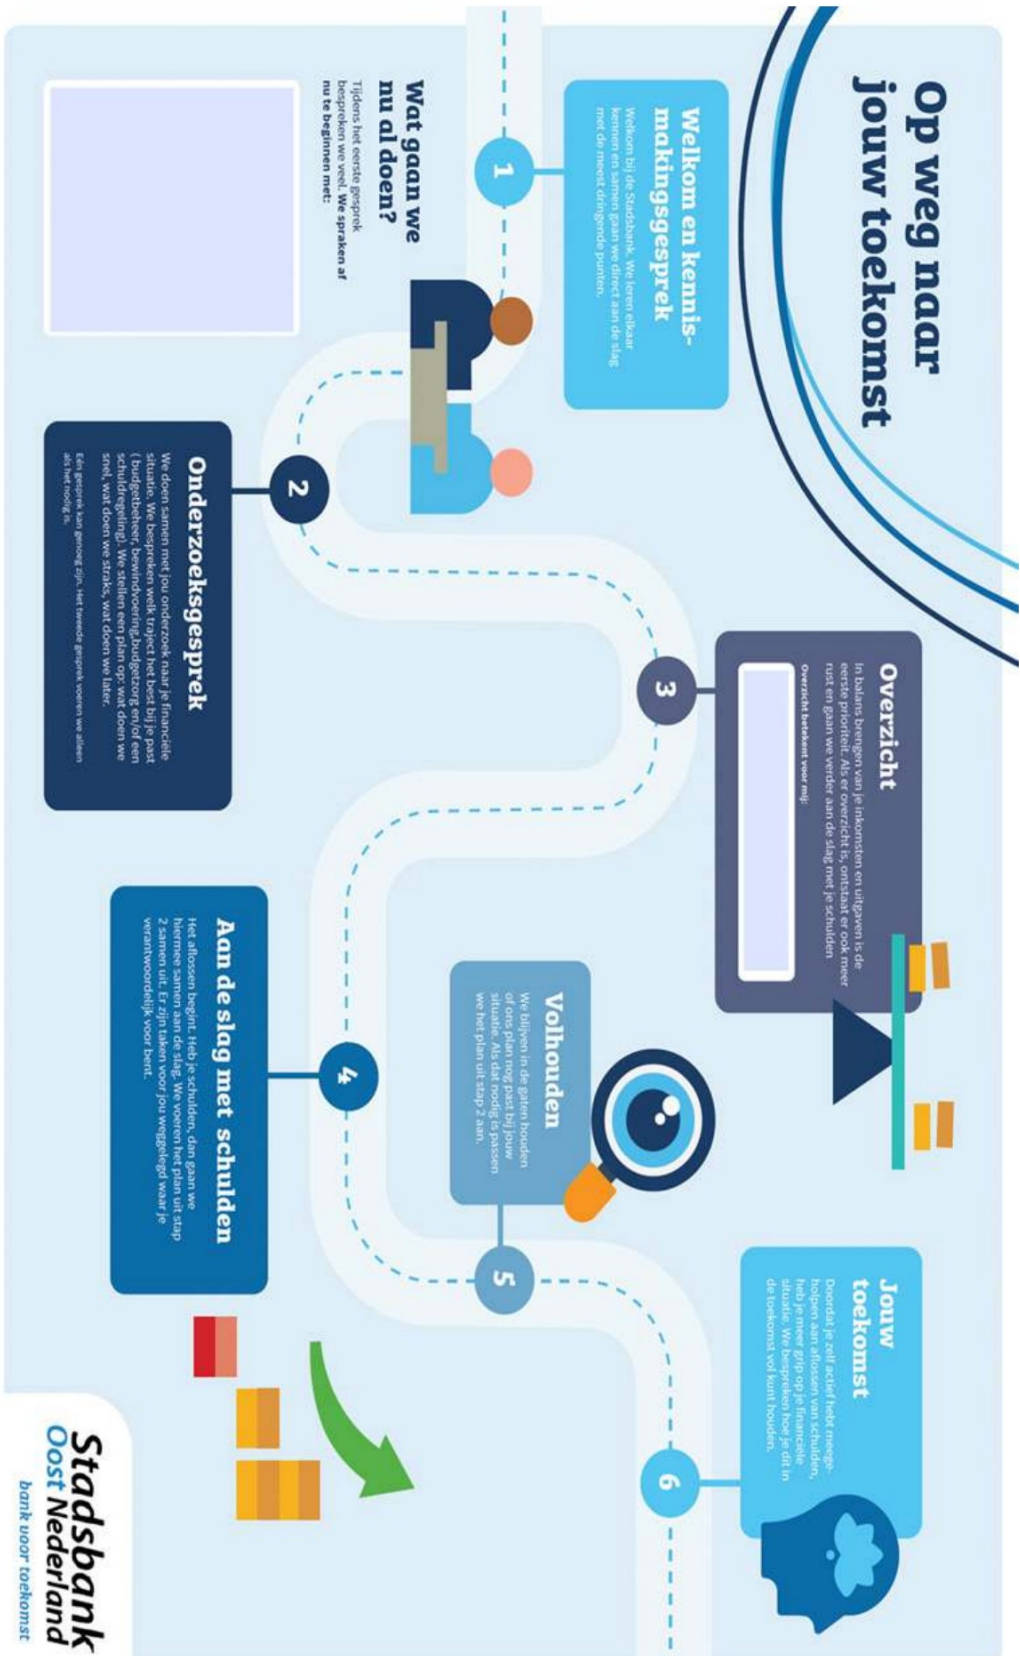 Op weg naar
jouw toekomst
1
Welkom en kennis-
makingsgesprek
Welkom bij de Stadsbank. We leren elkaar
kennen en samen gaan we direct aan de slag
met de meest dringende punten.
Wat gaan we
nu al doen?
Tijdens het eerste gesprek
bespreken we veel. We spraken af
nu te beginnen met:
2
Onderzoeksgesprek
We doen samen met jou onderzoek naar je financiële
situatie. We bespreken welk traject het best bij je past
( budgetbeheer, bewindvoering,budgetzorg en/of een
schuldregeling). We stellen een plan op: wat doen we
snel, wat doen we straks, wat doen we later.
Eén gesprek kan genoeg zijn. Het tweede gesprek voeren we alleen
als het nodig is.
3
Overzicht
In balans brengen van je inkomsten en uitgaven is de
eerste prioriteit. Als er overzicht is, ontstaat er ook meer
rust en gaan we verder aan de slag met je schulden
Overzicht betekent voor mij:
4
Aan de slag met schulden
Het aflossen begint. Heb je schulden, dan gaan we
hiermee samen aan de slag. We voeren het plan uit stap
2 samen uit. Er zijn taken voor jou weggelegd waar je
verantwoordelijk voor bent.
5
Volhouden
We blijven in de gaten houden
of ons plan nog past bij jouw
situatie. Als dat nodig is passen
we het plan uit stap 2 aan.
6
Jouw
toekomst
Doordat je zelf actief hebt meege-
holpen aan aflossen van schulden,
heb je meer grip op je financiële
situatie. We bespreken hoe je dit in
de toekomst vol kunt houden.
Stadsbank
Oost Nederland
bank voor toekomst